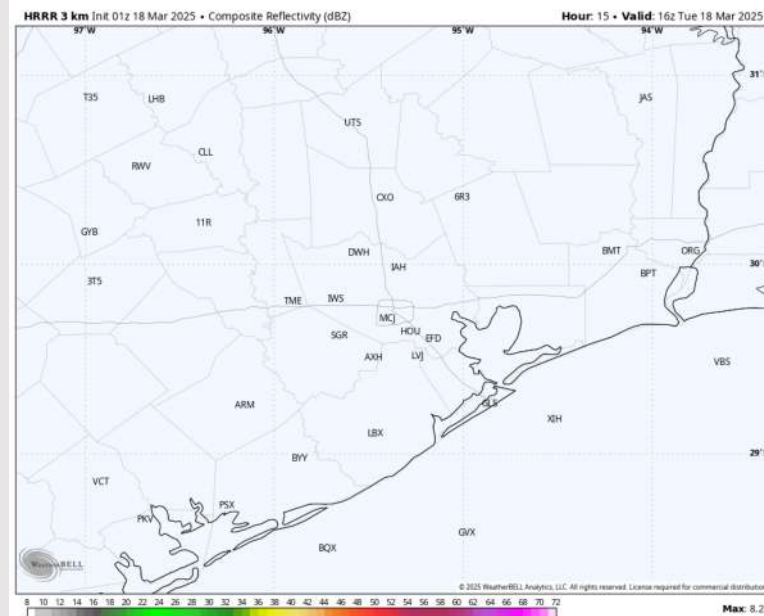 HRRR 3 km Init 01z 18 Mar 2025 • Composite Reflectivity (dBZ) Hour: 15 • Valid: 16z Tue 18 Mar 2025
97°W 96°W 95°W 94°W
31°
T35 LHB JAS
UTS
CLL
RWV
CXO 6R3
11R
GYB
DWH BMT ORG
IAH 30°
BPT
3T5
TME IWS
MCJ
HOU
SGR EFD
AXH LVJ VBS
ARM GLS
XIH
LBX
BYY 29°
VCT
PSX
PKV
GVX
BQX
WeatherBELL
© 2025 WeatherBELL Analytics, LLC. All rights reserved. License required for commercial distribution
8 10 12 14 16 18 20 22 24 26 28 30 32 34 36 38 40 42 44 46 48 50 52 54 56 58 60 62 64 66 68 70 72
Max: 8.2